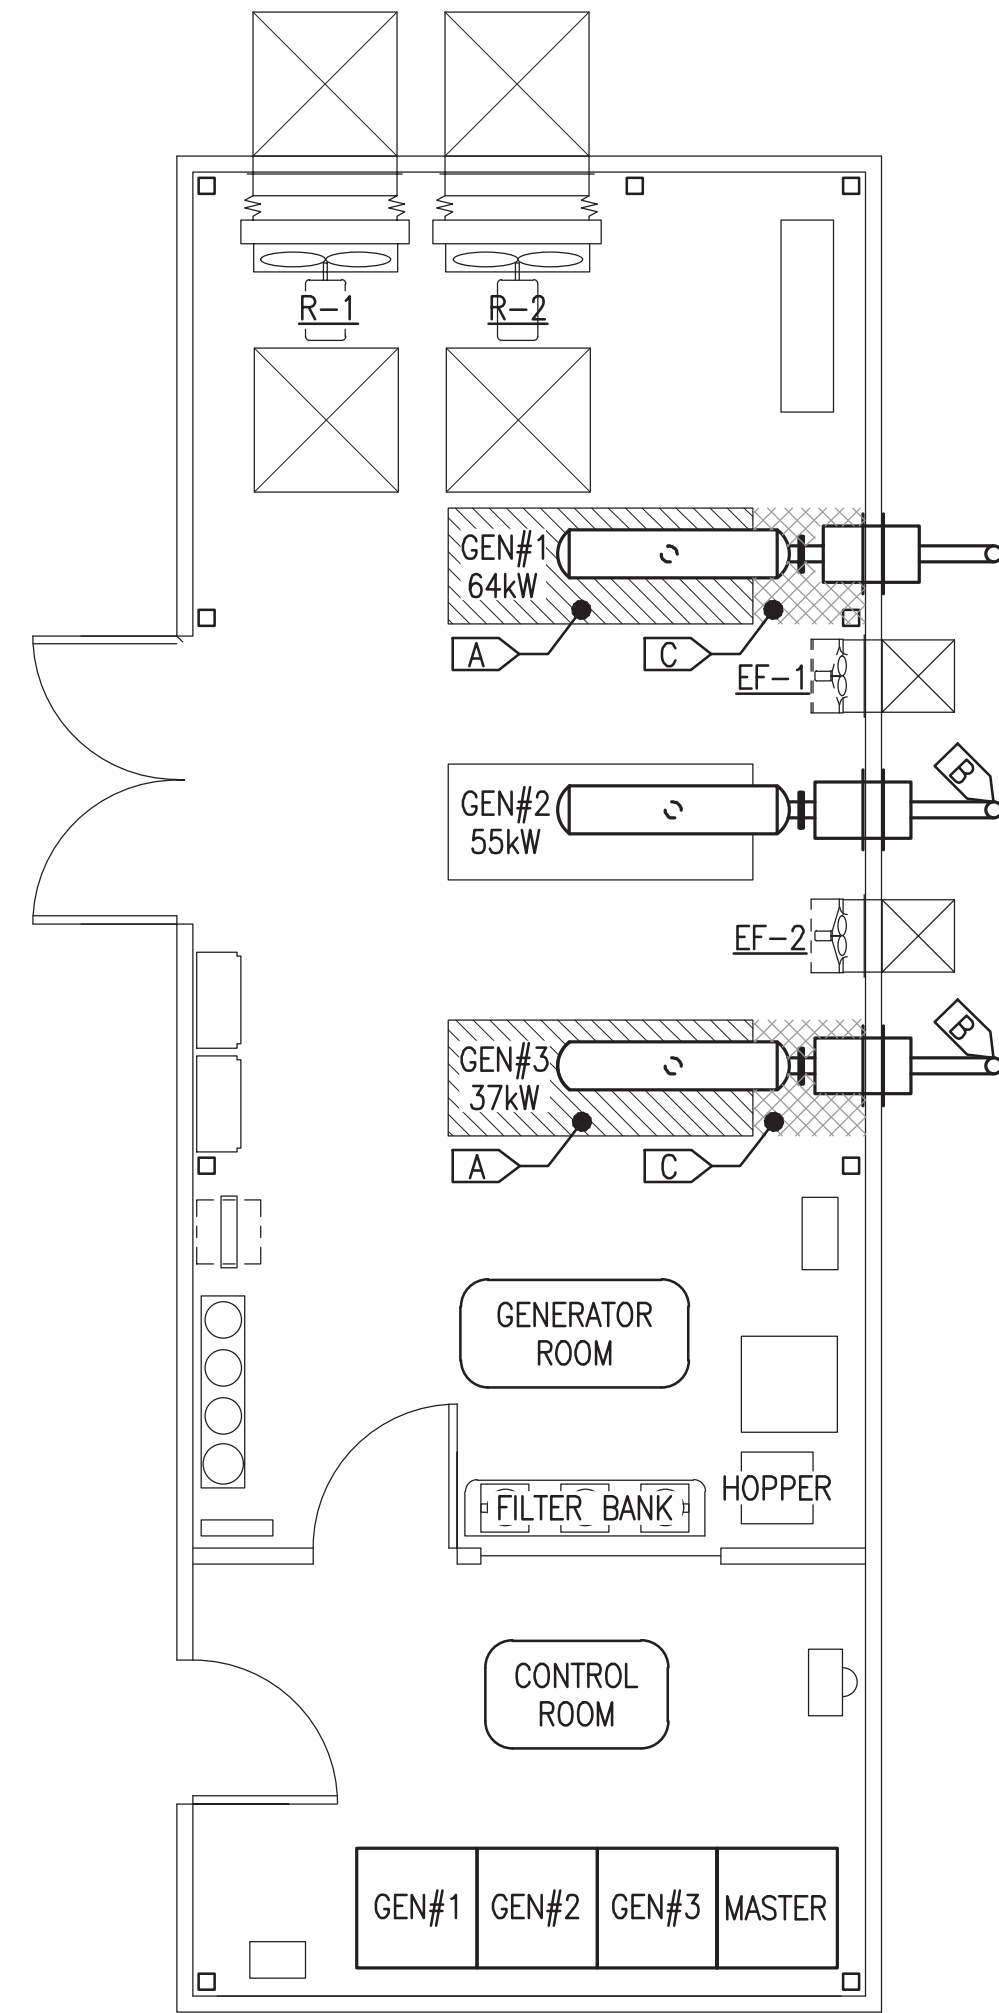 R-1
R-2
GEN#1
64kW
A
C
EF-1
B
GEN#2
55kW
EF-2
B
GEN#3
37kW
A
C
GENERATOR
ROOM
HOPPER
FILTER BANK
CONTROL
ROOM
GEN#1
GEN#2
GEN#3
MASTER